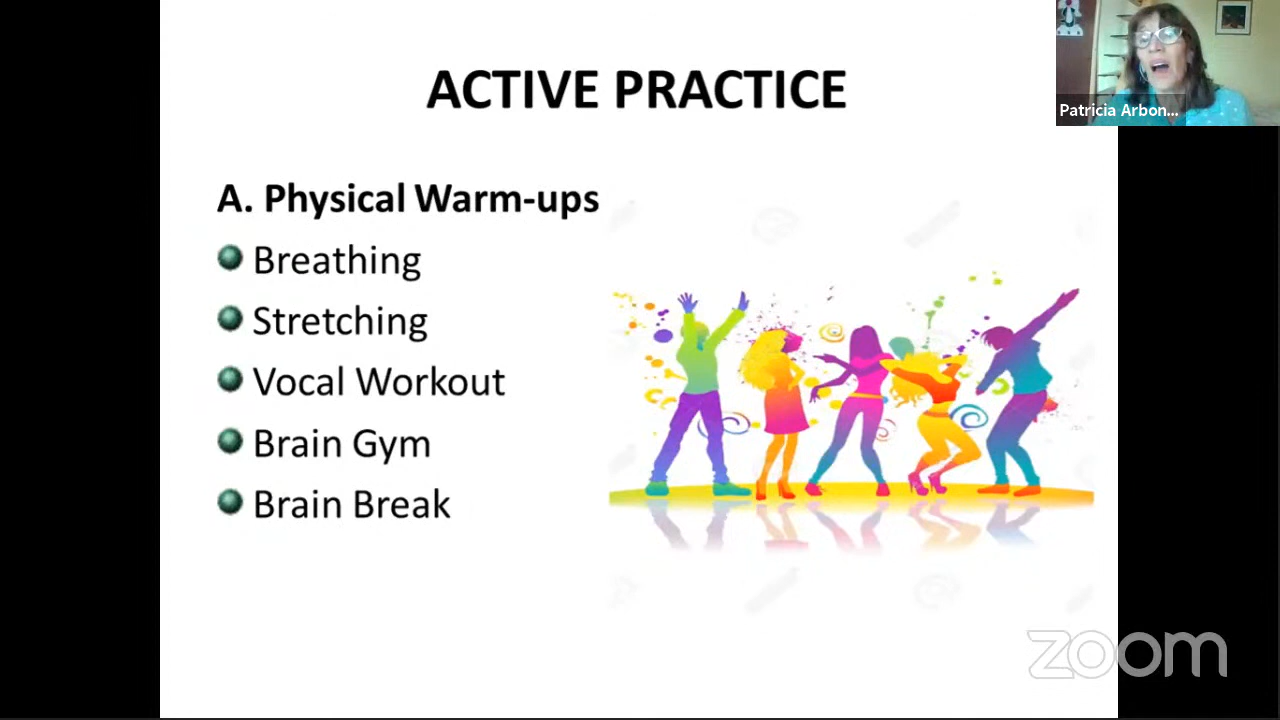 ACTIVE PRACTICE
Patricia Arbon...
A. Physical Warm-ups
Breathing
Stretching
Vocal Workout
Brain Gym
Brain Break
zoom